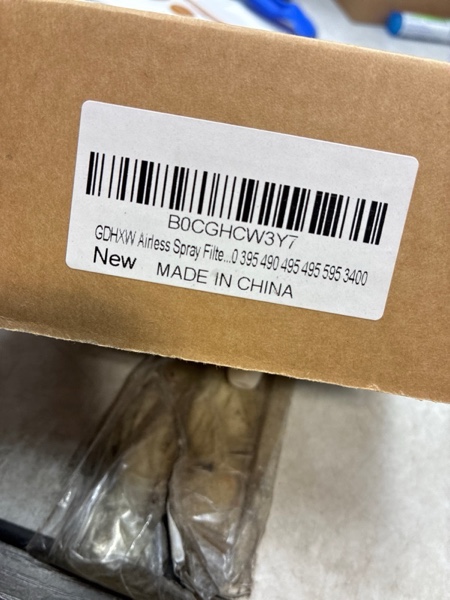 B0CGHCW3Y7
GDHXW Airless Spray Filte...0 395 490 495 495 595 3400
New
MADE IN CHINA